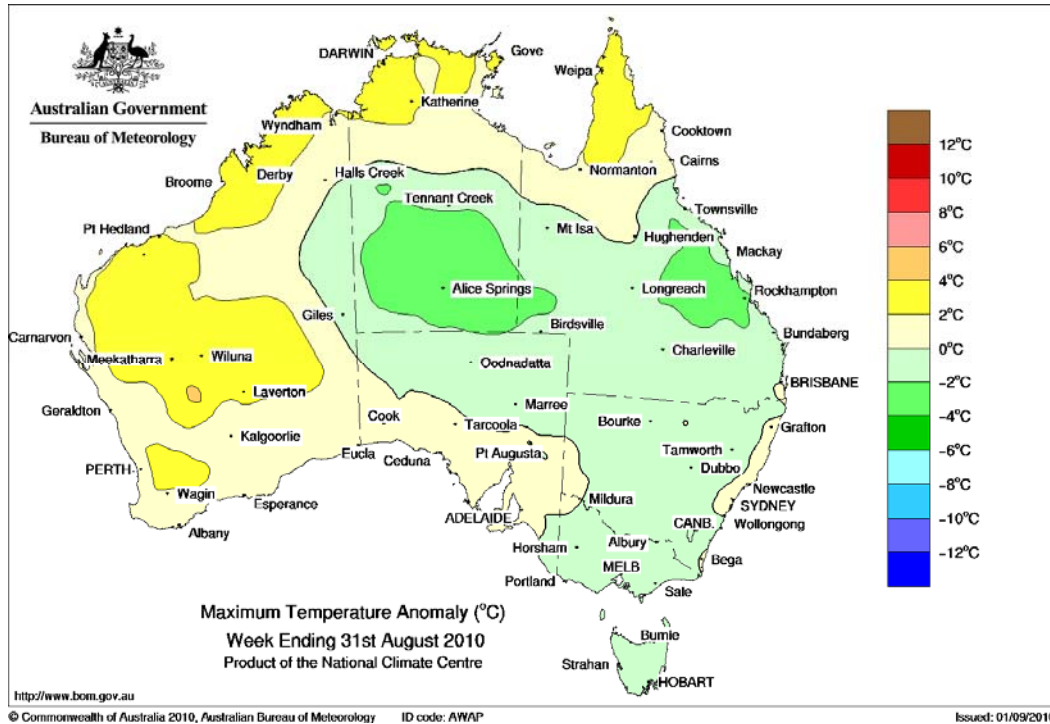 Australian Government
Bureau of Meteorology
DARWIN
Gove
Weipa
Katherine
Wyndham
Cooktown
Cairns
Normanton
Halls Creek
Derby
Broome
Tennant Creek
Townsville
Mt Isa
Hughenden
Mackay
Pt Hedland
Alice Springs
Longreach
Rockhampton
Giles
Birdsville
Bundaberg
Carnarvon
Meekatharra
Wiluna
Oodnadatta
Charleville
BRISBANE
Laverton
Geraldton
Marree
Cook
Tarcoola
Bourke
Grafton
Kalgoorlie
Eucla
Ceduna
Pt Augusta
Tamworth
Dubbo
PERTH
Wagin
Esperance
Mildura
Newcastle
SYDNEY
ADELAIDE
CANB.
Wollongong
Albany
Horsham
Albury
Bega
MELB
Portland
Sale
Burnie
Strahan
HOBART
12°C
10°C
8°C
6°C
4°C
2°C
0°C
-2°C
-4°C
-6°C
-8°C
-10°C
-12°C
Maximum Temperature Anomaly (°C)
Week Ending 31st August 2010
Product of the National Climate Centre
http://www.bom.gov.au
© Commonwealth of Australia 2010, Australian Bureau of Meteorology ID code: AWAP Issued: 01/09/2010